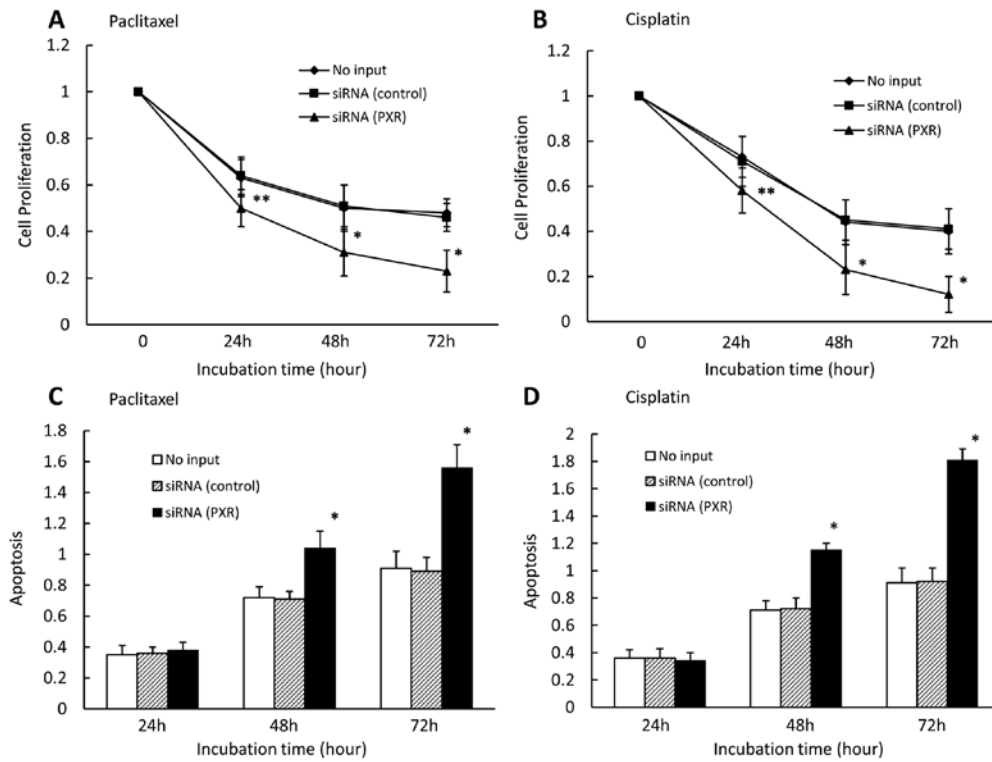 A Paclitaxel
1.2
1
0.8
0.6
0.4
0.2
0
Cell Proliferation
No input
siRNA (control)
siRNA (PXR)
**
*
*
0 24h 48h 72h
Incubation time (hour)
B Cisplatin
1.2
1
0.8
0.6
0.4
0.2
0
Cell Proliferation
No input
siRNA (control)
siRNA (PXR)
**
*
*
0 24h 48h 72h
Incubation time (hour)
C Paclitaxel
1.8
1.6
1.4
1.2
1
0.8
0.6
0.4
0.2
0
Apoptosis
No input
siRNA (control)
siRNA (PXR)
*
*
24h 48h 72h
Incubation time (hour)
D Cisplatin
2
1.8
1.6
1.4
1.2
1
0.8
0.6
0.4
0.2
0
Apoptosis
No input
siRNA (control)
siRNA (PXR)
*
*
24h 48h 72h
Incubation time (hour)